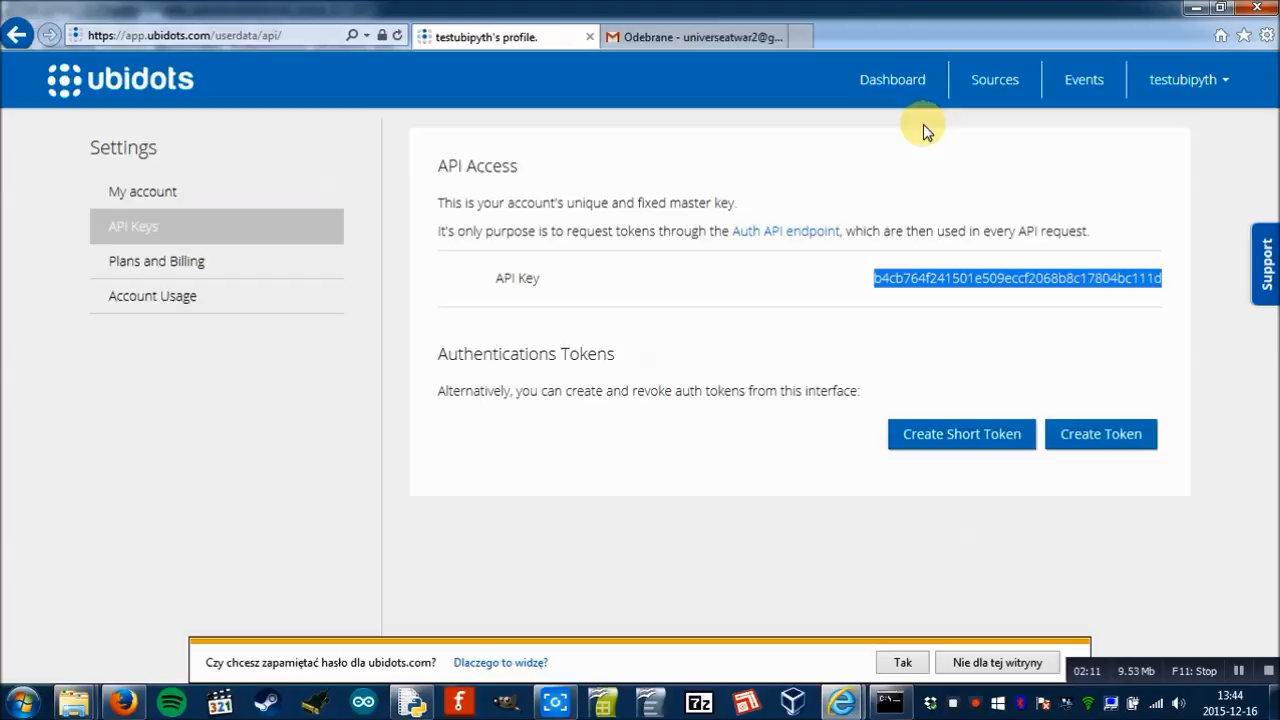 https://app.ubidots.com/userdata/api/
testubipyth's profile.
Odebrane - universeatwar2@g...
ubidots
Dashboard
Sources
Events
testubipyth
Settings
My account
API Keys
Plans and Billing
Account Usage
API Access
This is your account's unique and fixed master key.
It's only purpose is to request tokens through the Auth API endpoint, which are then used in every API request.
API Key
b4cb764f241501e509eccf2068b8c17804bc111d
Authentications Tokens
Alternatively, you can create and revoke auth tokens from this interface:
Create Short Token
Create Token
Support
Czy chcesz zapamiętać hasło dla ubidots.com?
Dlaczego to widzę?
Tak
Nie dla tej witryny
02:11
9.53 Mb
F11: Stop
321
7z
13:44
2015-12-16